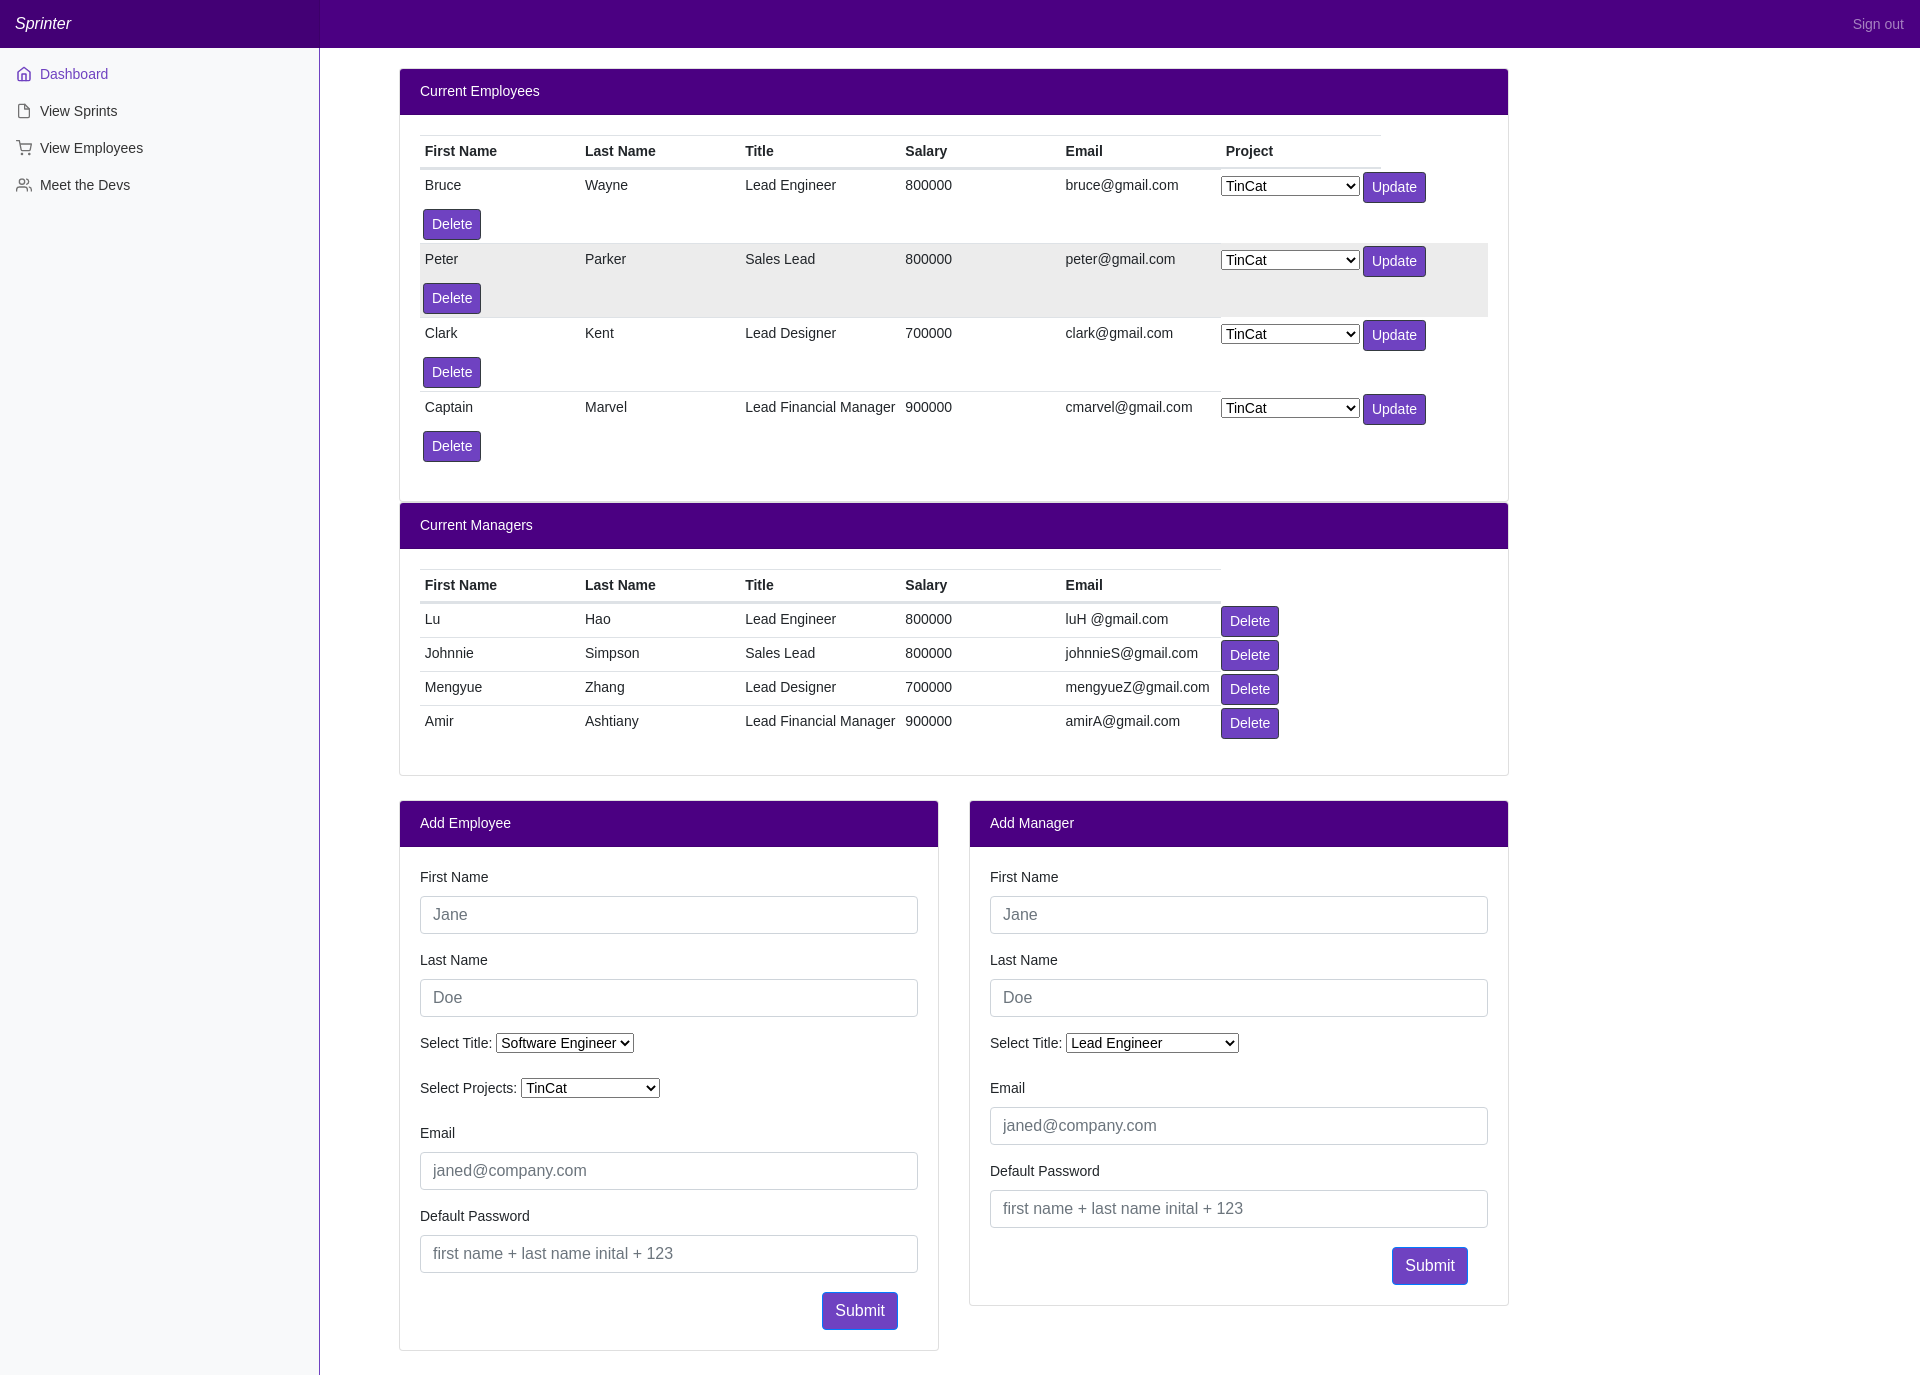 Sprinter
Sign out
Dashboard
View Sprints
View Employees
Meet the Devs
Current Employees
First Name Last Name Title Salary Email Project
Bruce Wayne Lead Engineer 800000 bruce@gmail.com TinCat Update
Delete
Peter Parker Sales Lead 800000 peter@gmail.com TinCat Update
Delete
Clark Kent Lead Designer 700000 clark@gmail.com TinCat Update
Delete
Captain Marvel Lead Financial Manager 900000 cmarvel@gmail.com TinCat Update
Delete
Current Managers
First Name Last Name Title Salary Email
Lu Hao Lead Engineer 800000 luH @gmail.com Delete
Johnnie Simpson Sales Lead 800000 johnnieS@gmail.com Delete
Mengyue Zhang Lead Designer 700000 mengyueZ@gmail.com Delete
Amir Ashtiany Lead Financial Manager 900000 amirA@gmail.com Delete
Add Employee
First Name
Jane
Last Name
Doe
Select Title: Software Engineer
Select Projects: TinCat
Email
janed@company.com
Default Password
first name + last name inital + 123
Submit
Add Manager
First Name
Jane
Last Name
Doe
Select Title: Lead Engineer
Email
janed@company.com
Default Password
first name + last name inital + 123
Submit